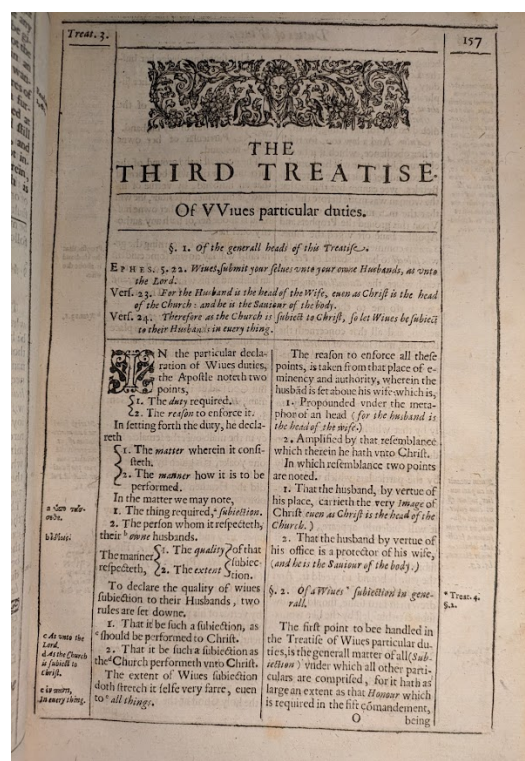 Treat. 3.
157
THE
THIRD TREATISE.
Of VViues particular duties.
§. 1. Of the generall heads of this Treatise.
EPHES. 5. 22. Wiues, submit your selues vnto your owne Husbands, as vnto
the Lord.
Vers. 23. For the Husband is the head of the Wife, euen as Christ is the head
of the Church: and he is the Sauiour of the body.
Vers. 24. Therefore as the Church is subiect to Christ, so let Wiues be subiect
to their Husbands in euery thing.
IN the particular decla-
ration of Wiues duties,
the Apostle noteth two
points,
1. The duty required.
2. The reason to enforce it.
In setting forth the duty, he decla-
reth
1. The matter wherein it consi-
steth.
2. The manner how it is to be
performed.
In the matter we may note,
1. The thing required, a subiection.
2. The person whom it respecteth,
their b owne husbands.
The manner respecteth, 1. The quality 2. The extent of that subiec-
tion.
To declare the quality of wiues
subiection to their Husbands, two
rules are set downe.
1. That it be such a subiection, as
c should be performed to Christ.
2. That it be such a subiection as
the d Church performeth vnto Christ.
The extent of Wiues subiection
doth stretch it selfe very farre, euen
to e all things.
b ἰδίοις.
c As vnto the
Lord.
d As the Church
is subiect to
Christ.
In euery thing.
The reason to enforce all these
points, is taken from that place of e-
minency and authority, wherein the
husbād is set aboue his wife: which is,
1. Propounded vnder the meta-
phor of an head (for the husband is
the head of the wife.)
2. Amplified by that resemblance
which therein he hath vnto Christ.
In which resemblance two points
are noted.
1. That the husband, by vertue of
his place, carrieth the very Image of
Christ euen as Christ is the head of the
Church.)
2. That the husband by vertue of
his office is a protector of his wife,
(and he is the Sauiour of the body.)
§. 2. Of a Wiues * subiection in gene-
rall.
* Treat. 4.
§. 2.
The first point to bee handled in
the Treatise of Wiues particular du-
ties, is the generall matter of all (Sub-
iection) vnder which all other parti-
culars are comprised, for it hath as
large an extent as that Honour which
is required in the fift cōmandement,
O
being